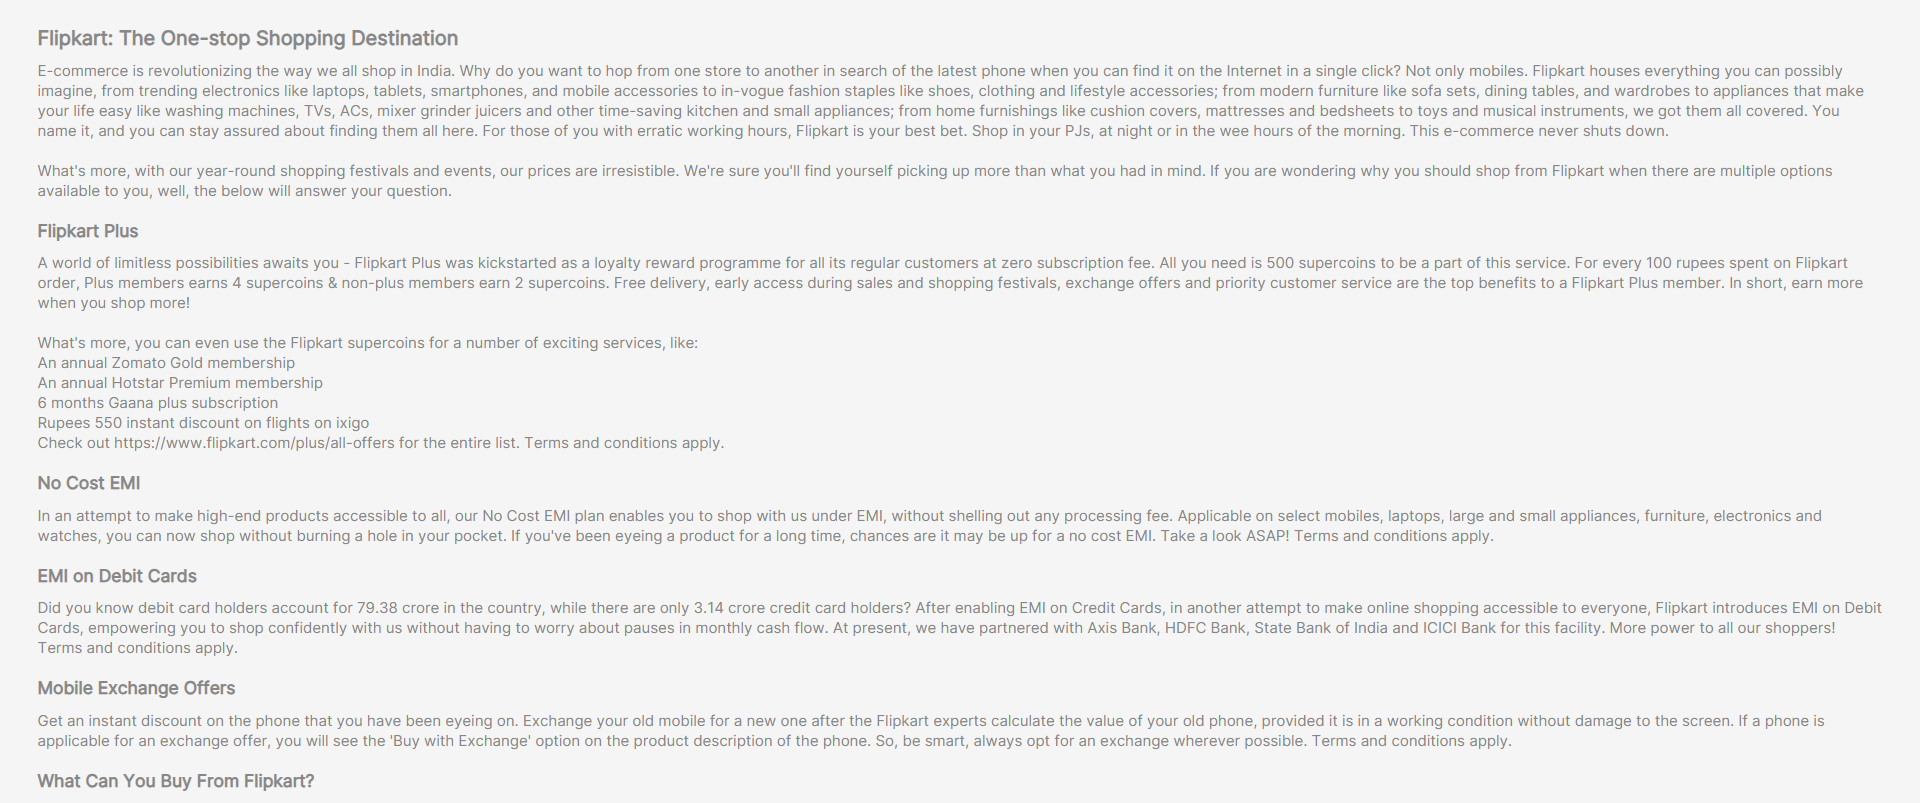 Flipkart: The One-stop Shopping Destination
E-commerce is revolutionizing the way we all shop in India. Why do you want to hop from one store to another in search of the latest phone when you can find it on the Internet in a single click? Not only mobiles. Flipkart houses everything you can possibly
imagine, from trending electronics like laptops, tablets, smartphones, and mobile accessories to in-vogue fashion staples like shoes, clothing and lifestyle accessories; from modern furniture like sofa sets, dining tables, and wardrobes to appliances that make
your life easy like washing machines, TVs, ACs, mixer grinder juicers and other time-saving kitchen and small appliances; from home furnishings like cushion covers, mattresses and bedsheets to toys and musical instruments, we got them all covered. You
name it, and you can stay assured about finding them all here. For those of you with erratic working hours, Flipkart is your best bet. Shop in your PJs, at night or in the wee hours of the morning. This e-commerce never shuts down.
What's more, with our year-round shopping festivals and events, our prices are irresistible. We're sure you'll find yourself picking up more than what you had in mind. If you are wondering why you should shop from Flipkart when there are multiple options
available to you, well, the below will answer your question.
Flipkart Plus
A world of limitless possibilities awaits you - Flipkart Plus was kickstarted as a loyalty reward programme for all its regular customers at zero subscription fee. All you need is 500 supercoins to be a part of this service. For every 100 rupees spent on Flipkart
order, Plus members earns 4 supercoins & non-plus members earn 2 supercoins. Free delivery, early access during sales and shopping festivals, exchange offers and priority customer service are the top benefits to a Flipkart Plus member. In short, earn more
when you shop more!
What's more, you can even use the Flipkart supercoins for a number of exciting services, like:
An annual Zomato Gold membership
An annual Hotstar Premium membership
6 months Gaana plus subscription
Rupees 550 instant discount on flights on ixigo
Check out https://www.flipkart.com/plus/all-offers for the entire list. Terms and conditions apply.
No Cost EMI
In an attempt to make high-end products accessible to all, our No Cost EMI plan enables you to shop with us under EMI, without shelling out any processing fee. Applicable on select mobiles, laptops, large and small appliances, furniture, electronics and
watches, you can now shop without burning a hole in your pocket. If you've been eyeing a product for a long time, chances are it may be up for a no cost EMI. Take a look ASAP! Terms and conditions apply.
EMI on Debit Cards
Did you know debit card holders account for 79.38 crore in the country, while there are only 3.14 crore credit card holders? After enabling EMI on Credit Cards, in another attempt to make online shopping accessible to everyone, Flipkart introduces EMI on Debit
Cards, empowering you to shop confidently with us without having to worry about pauses in monthly cash flow. At present, we have partnered with Axis Bank, HDFC Bank, State Bank of India and ICICI Bank for this facility. More power to all our shoppers!
Terms and conditions apply.
Mobile Exchange Offers
Get an instant discount on the phone that you have been eyeing on. Exchange your old mobile for a new one after the Flipkart experts calculate the value of your old phone, provided it is in a working condition without damage to the screen. If a phone is
applicable for an exchange offer, you will see the 'Buy with Exchange' option on the product description of the phone. So, be smart, always opt for an exchange wherever possible. Terms and conditions apply.
What Can You Buy From Flipkart?